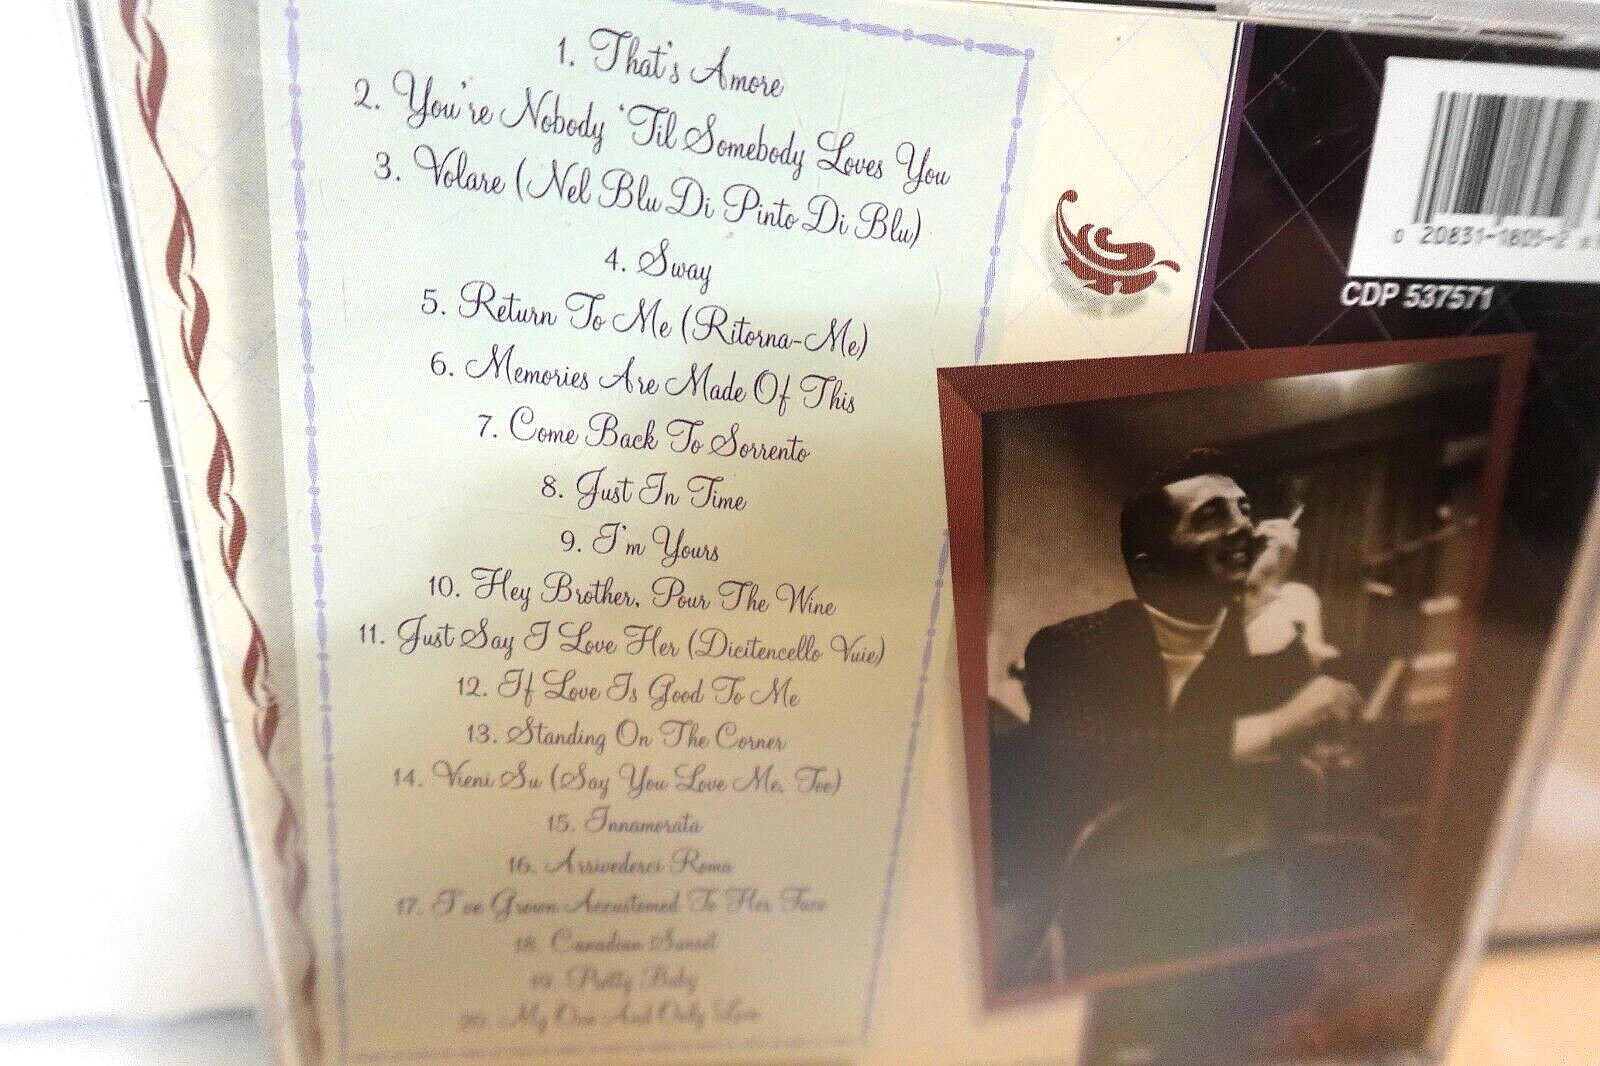 1. That's Amore
2. You're Nobody 'Til Somebody Loves You
3. Volare (Nel Blu Di Pinto Di Blu)
4. Sway
5. Return To Me (Ritorna-Me)
6. Memories Are Made Of This
7. Come Back To Sorrento
8. Just In Time
9. I'm Yours
10. Hey Brother, Pour The Wine
11. Just Say I Love Her (Dicitencello Vuie)
12. If Love Is Good To Me
13. Standing On The Corner
14. Vieni Su (Say You Love Me, Too)
15. Innamorata
16. Arrivederci Roma
17. I've Grown Accustomed To Her Face
18. Canadian Sunset
19. Pretty Baby
20. My One And Only Love
0 20831-1805-2
CDP 537571